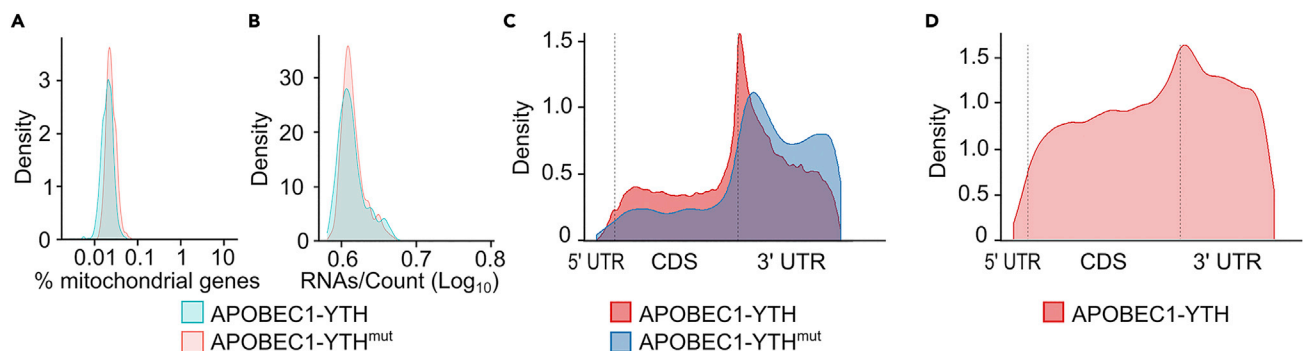 A
Density
3
2
1
0
0.01 0.1 1 10
% mitochondrial genes
B
Density
30
20
10
0
0.6 0.7 0.8
RNAs/Count (Log10)
APOBEC1-YTH
APOBEC1-YTHmut
C
Density
1.5
1.0
0.5
0
5' UTR CDS 3' UTR
APOBEC1-YTH
APOBEC1-YTHmut
D
Density
1.5
1.0
1.0
0.5
0
5' UTR CDS 3' UTR
APOBEC1-YTH